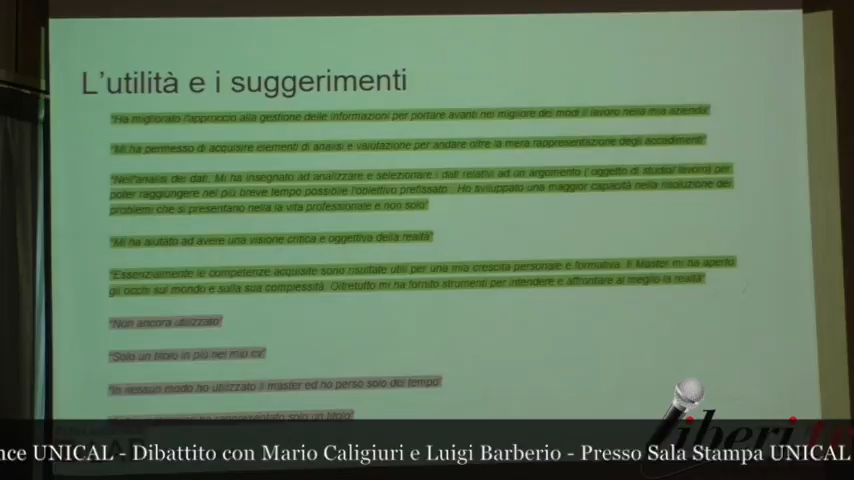 L'utilità e i suggerimenti
"Ha migliorato l'approccio alla gestione delle informazioni per portare avanti nel migliore dei modi il lavoro nella mia azienda"
"Mi ha permesso di acquisire elementi di analisi e valutazione per andare oltre la mera rappresentazione degli accadimenti"
"Nell'analisi dei dati. Mi ha insegnato ad analizzare e selezionare i dati relativi ad un argomento ( oggetto di studio/ lavoro) per
poter raggiungere nel più breve tempo possibile l'obiettivo prefissato . Ho sviluppato una maggior capacità nella risoluzione dei
problemi che si presentano nella la vita professionale e non solo"
"Mi ha aiutato ad avere una visione critica e oggettiva della realtà"
"Essenzialmente le competenze acquisite sono risultate utili per una mia crescita personale e formativa. Il Master mi ha aperto
gli occhi sul mondo e sulla sua complessità. Oltretutto mi ha fornito strumenti per intendere e affrontare al meglio la realtà"
"Non ancora utilizzato"
"Solo un titolo in più nel mio cv"
"In nessun modo ho utilizzato il master ed ho perso solo del tempo"
rappresentato solo un titolo"
liberi.tv
nce UNICAL - Dibattito con Mario Caligiuri e Luigi Barberio - Presso Sala Stampa UNICAL